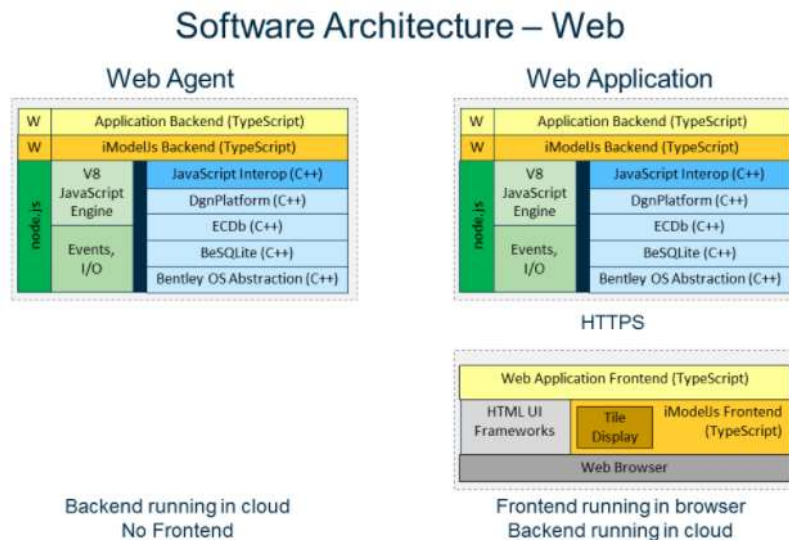 Software Architecture – Web
Web Agent
W
Application Backend (TypeScript)
W
iModelJs Backend (TypeScript)
node.js
V8
JavaScript
Engine
Events,
I/O
JavaScript Interop (C++)
DgnPlatform (C++)
ECDb (C++)
BeSQLite (C++)
Bentley OS Abstraction (C++)
Backend running in cloud
No Frontend
Web Application
W
Application Backend (TypeScript)
W
iModelJs Backend (TypeScript)
node.js
V8
JavaScript
Engine
Events,
I/O
JavaScript Interop (C++)
DgnPlatform (C++)
ECDb (C++)
BeSQLite (C++)
Bentley OS Abstraction (C++)
HTTPS
Web Application Frontend (TypeScript)
HTML UI
Frameworks
Tile
Display
iModelJs Frontend
(TypeScript)
Web Browser
Frontend running in browser
Backend running in cloud